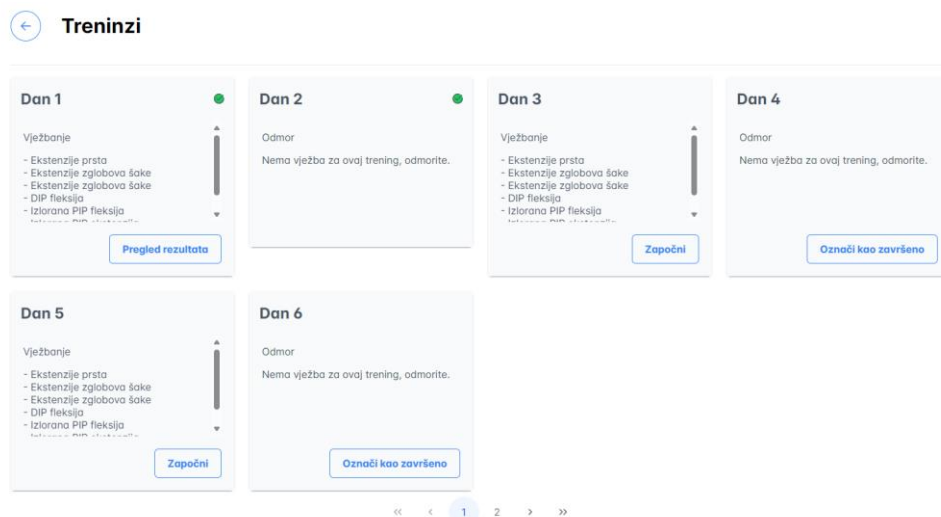 Treninzi
Dan 1
Vježbanje
- Ekstenzije prsta
- Ekstenzije zglobova šake
- Ekstenzije zglobova šake
- DIP fleksija
- Izlorana PIP fleksija
Pregled rezultata
Dan 2
Odmor
Nema vježba za ovaj trening, odmorite.
Dan 3
Vježbanje
- Ekstenzije prsta
- Ekstenzije zglobova šake
- Ekstenzije zglobova šake
- DIP fleksija
- Izlorana PIP fleksija
Započni
Dan 4
Odmor
Nema vježba za ovaj trening, odmorite.
Označi kao završeno
Dan 5
Vježbanje
- Ekstenzije prsta
- Ekstenzije zglobova šake
- Ekstenzije zglobova šake
- DIP fleksija
- Izlorana PIP fleksija
Započni
Dan 6
Odmor
Nema vježba za ovaj trening, odmorite.
Označi kao završeno
« ‹ 1 2 › »